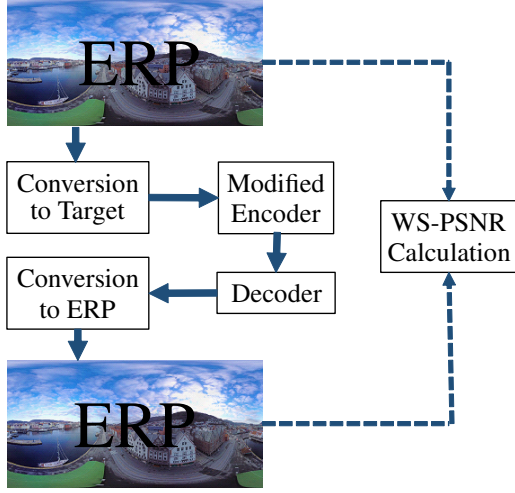 ERP
Conversion
to Target
Modified
Encoder
WS-PSNR
Calculation
Conversion
to ERP
Decoder
ERP